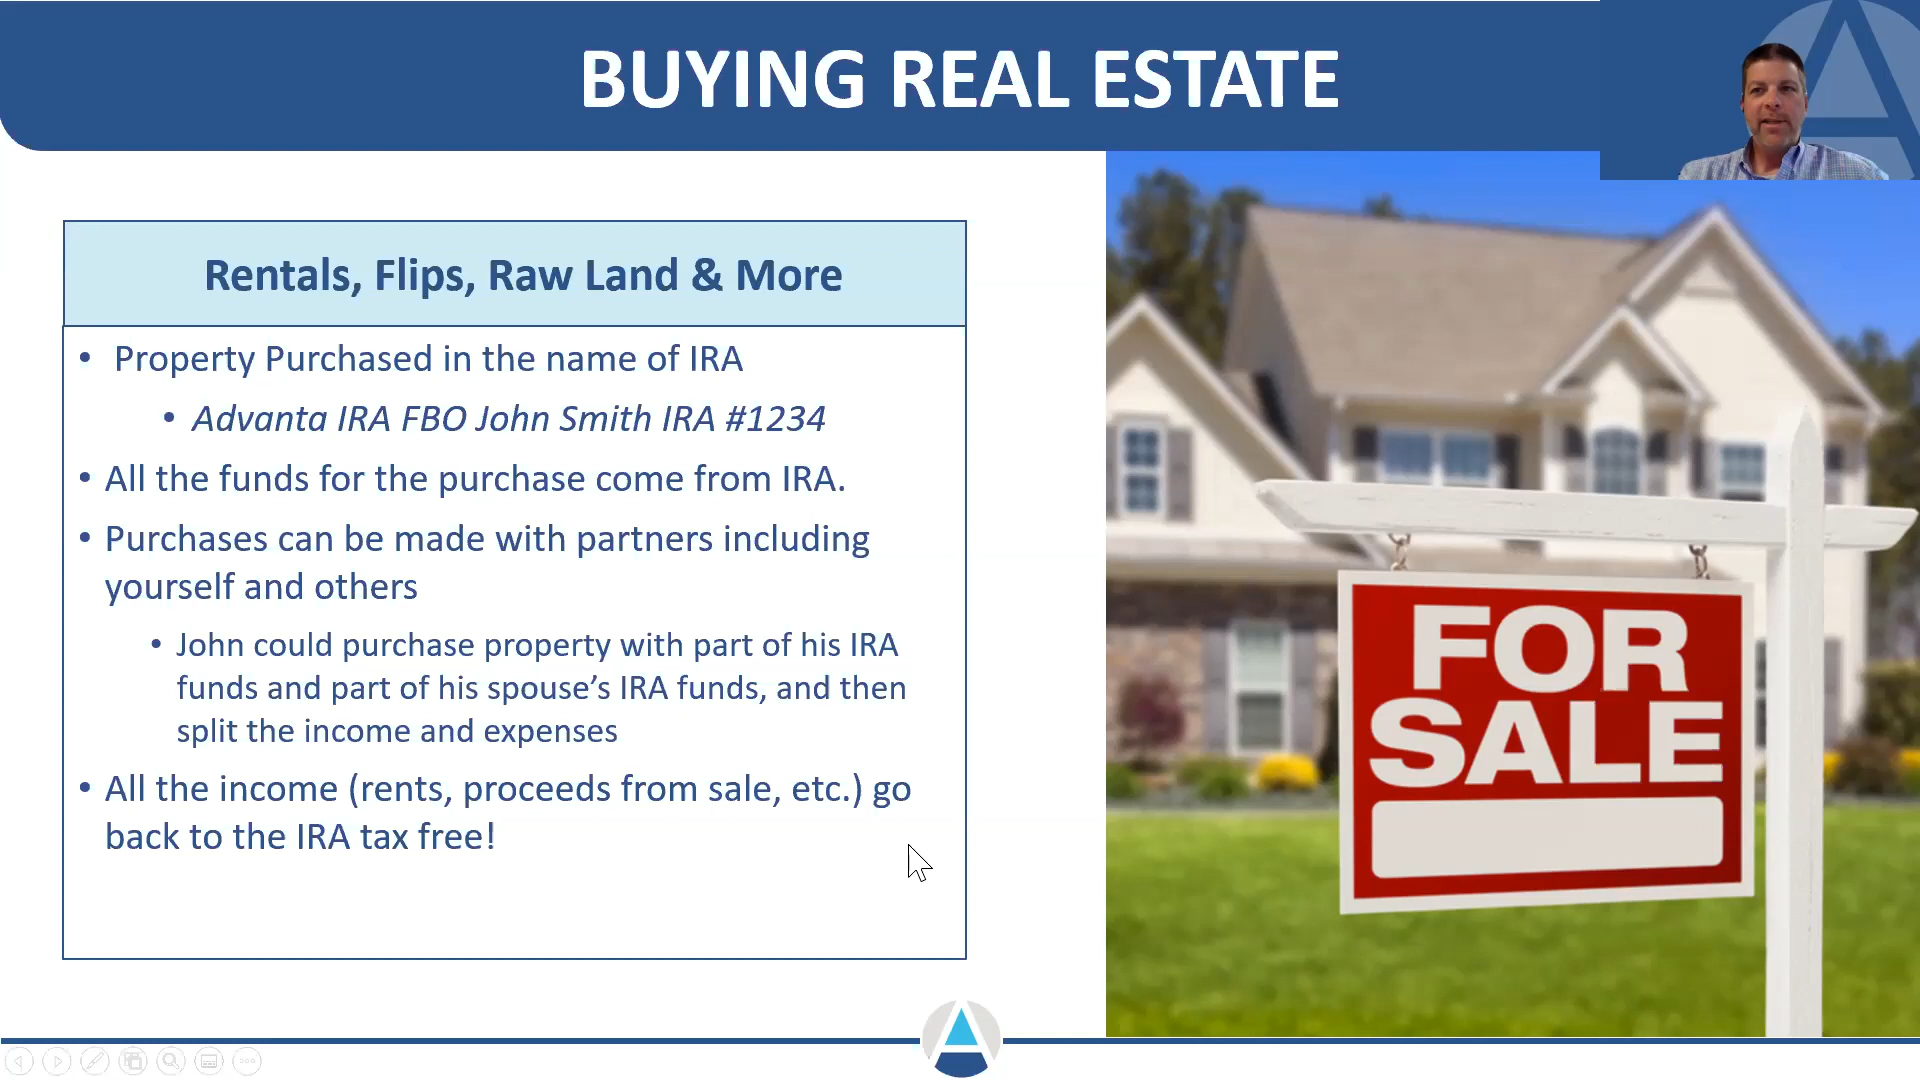 BUYING REAL ESTATE
Rentals, Flips, Raw Land & More
• Property Purchased in the name of IRA
• Advanta IRA FBO John Smith IRA #1234
• All the funds for the purchase come from IRA.
• Purchases can be made with partners including
yourself and others
• John could purchase property with part of his IRA
funds and part of his spouse’s IRA funds, and then
split the income and expenses
• All the income (rents, proceeds from sale, etc.) go
back to the IRA tax free!
FOR
SALE